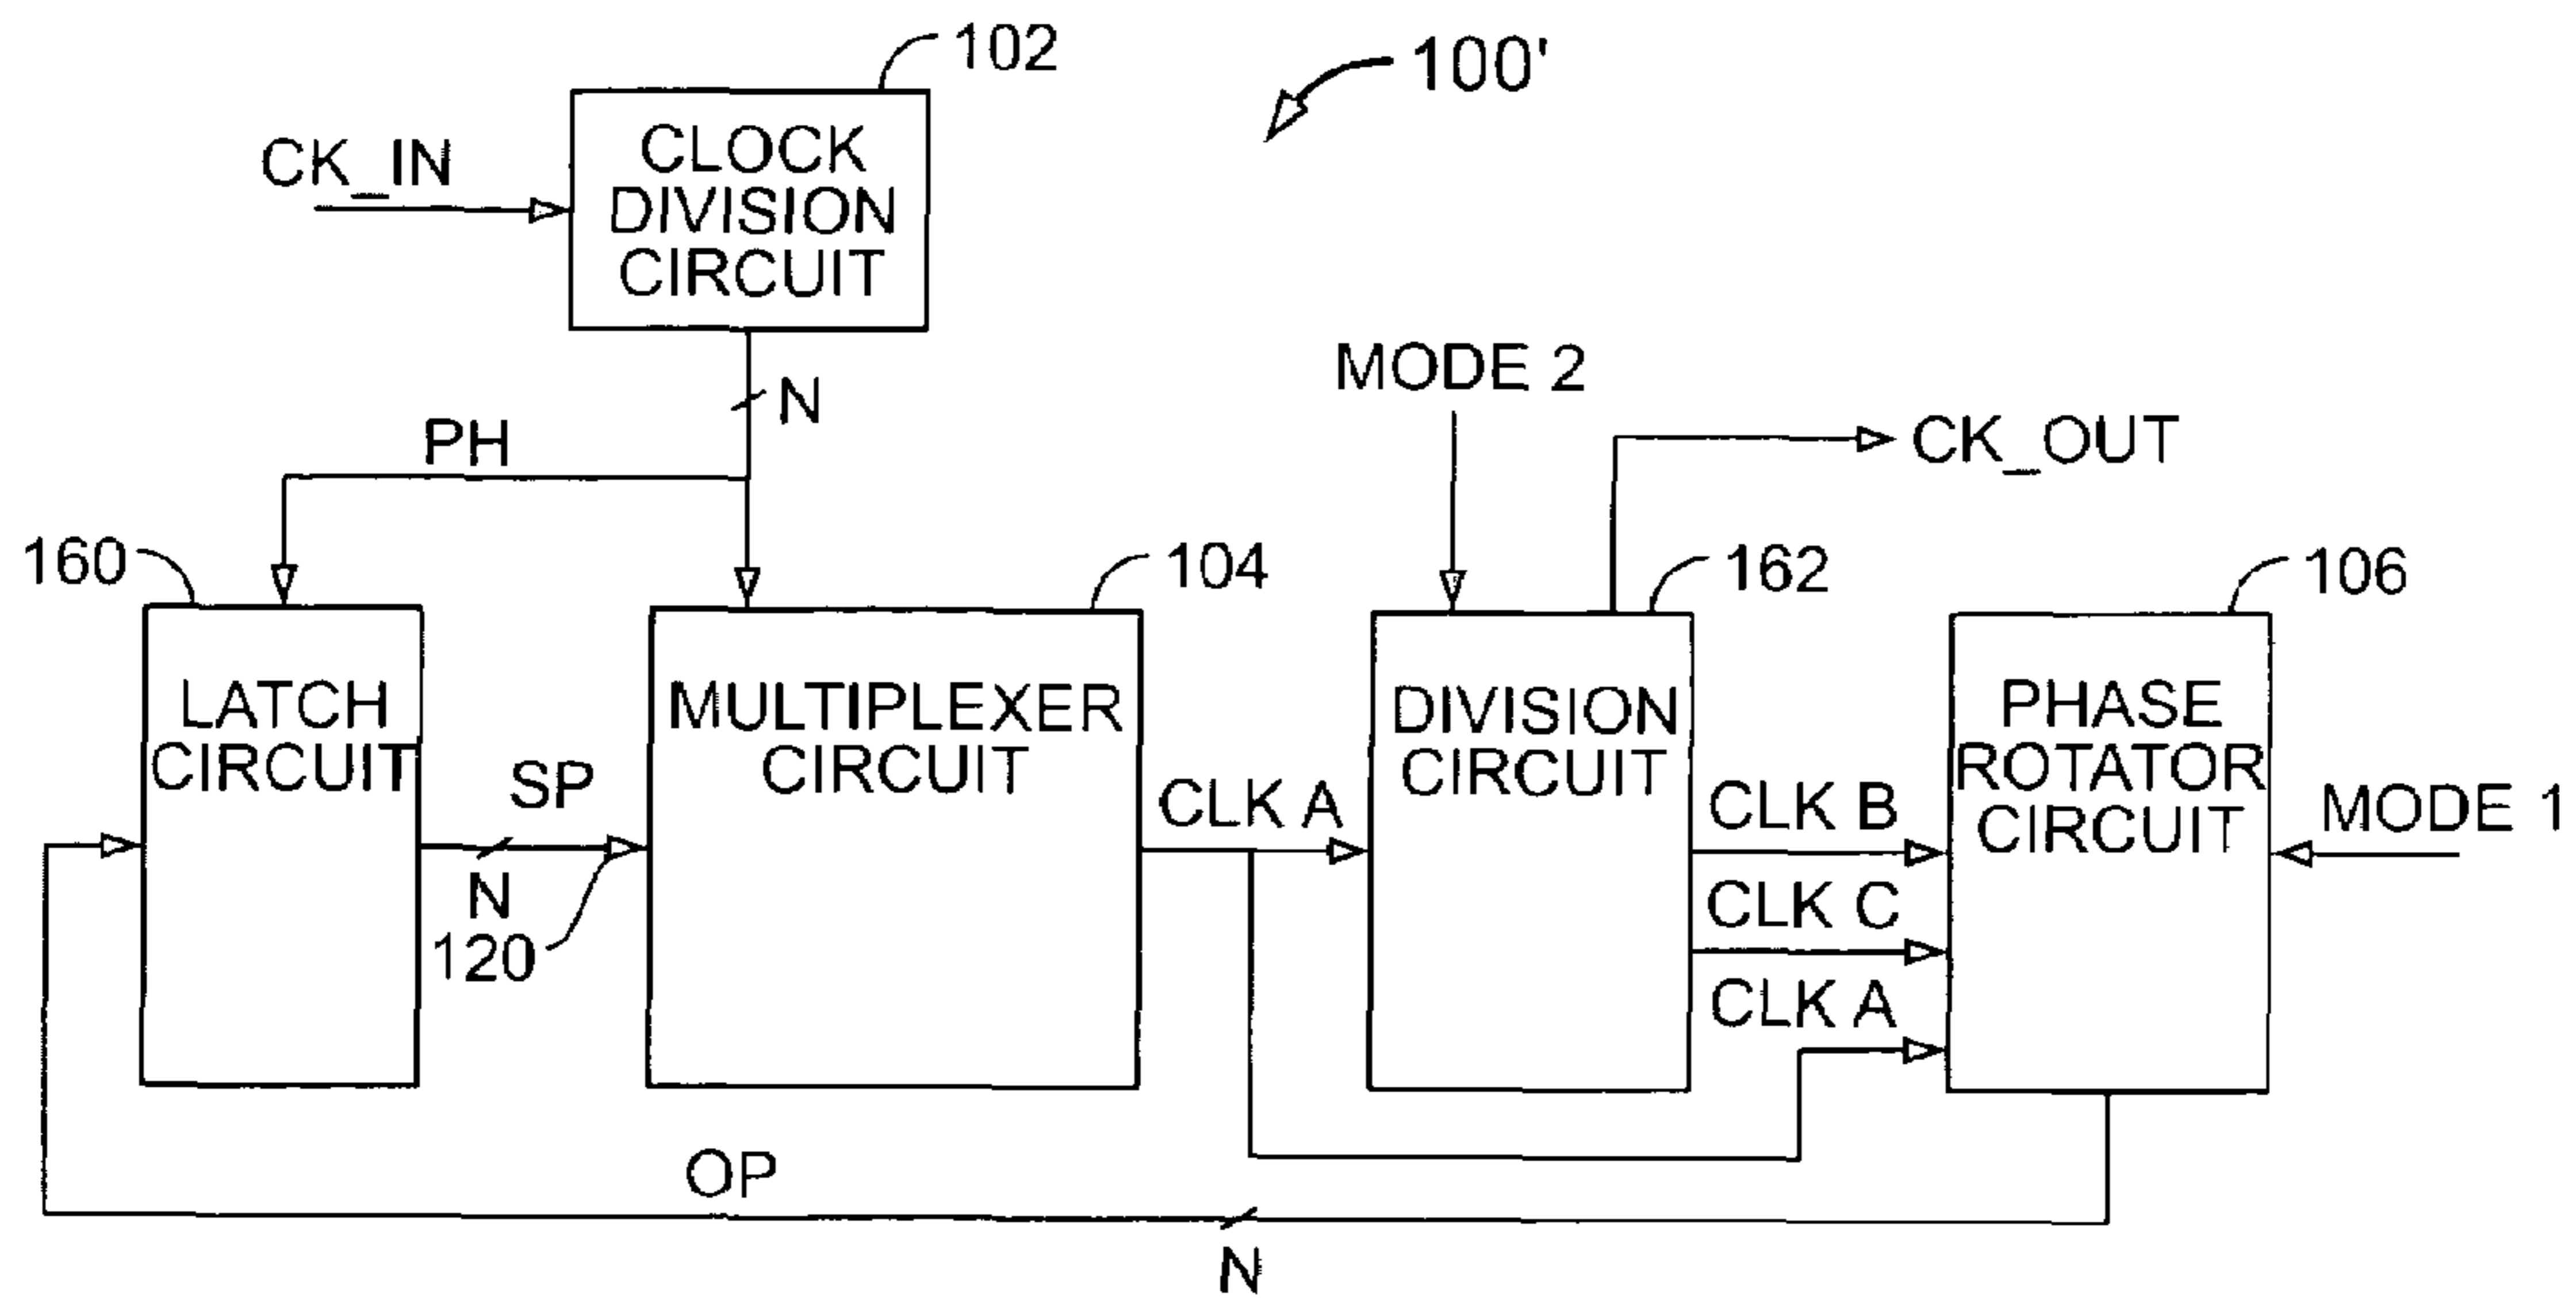 102
100'
CLOCK
DIVISION
CIRCUIT
CK_IN
MODE 2
N
PH
CK_OUT
160
104
162
106
LATCH
CIRCUIT
MULTIPLEXER
CIRCUIT
DIVISION
CIRCUIT
PHASE
ROTATOR
CIRCUIT
SP
CLK A
CLK B
MODE 1
N
120
CLK C
CLK A
OP
N